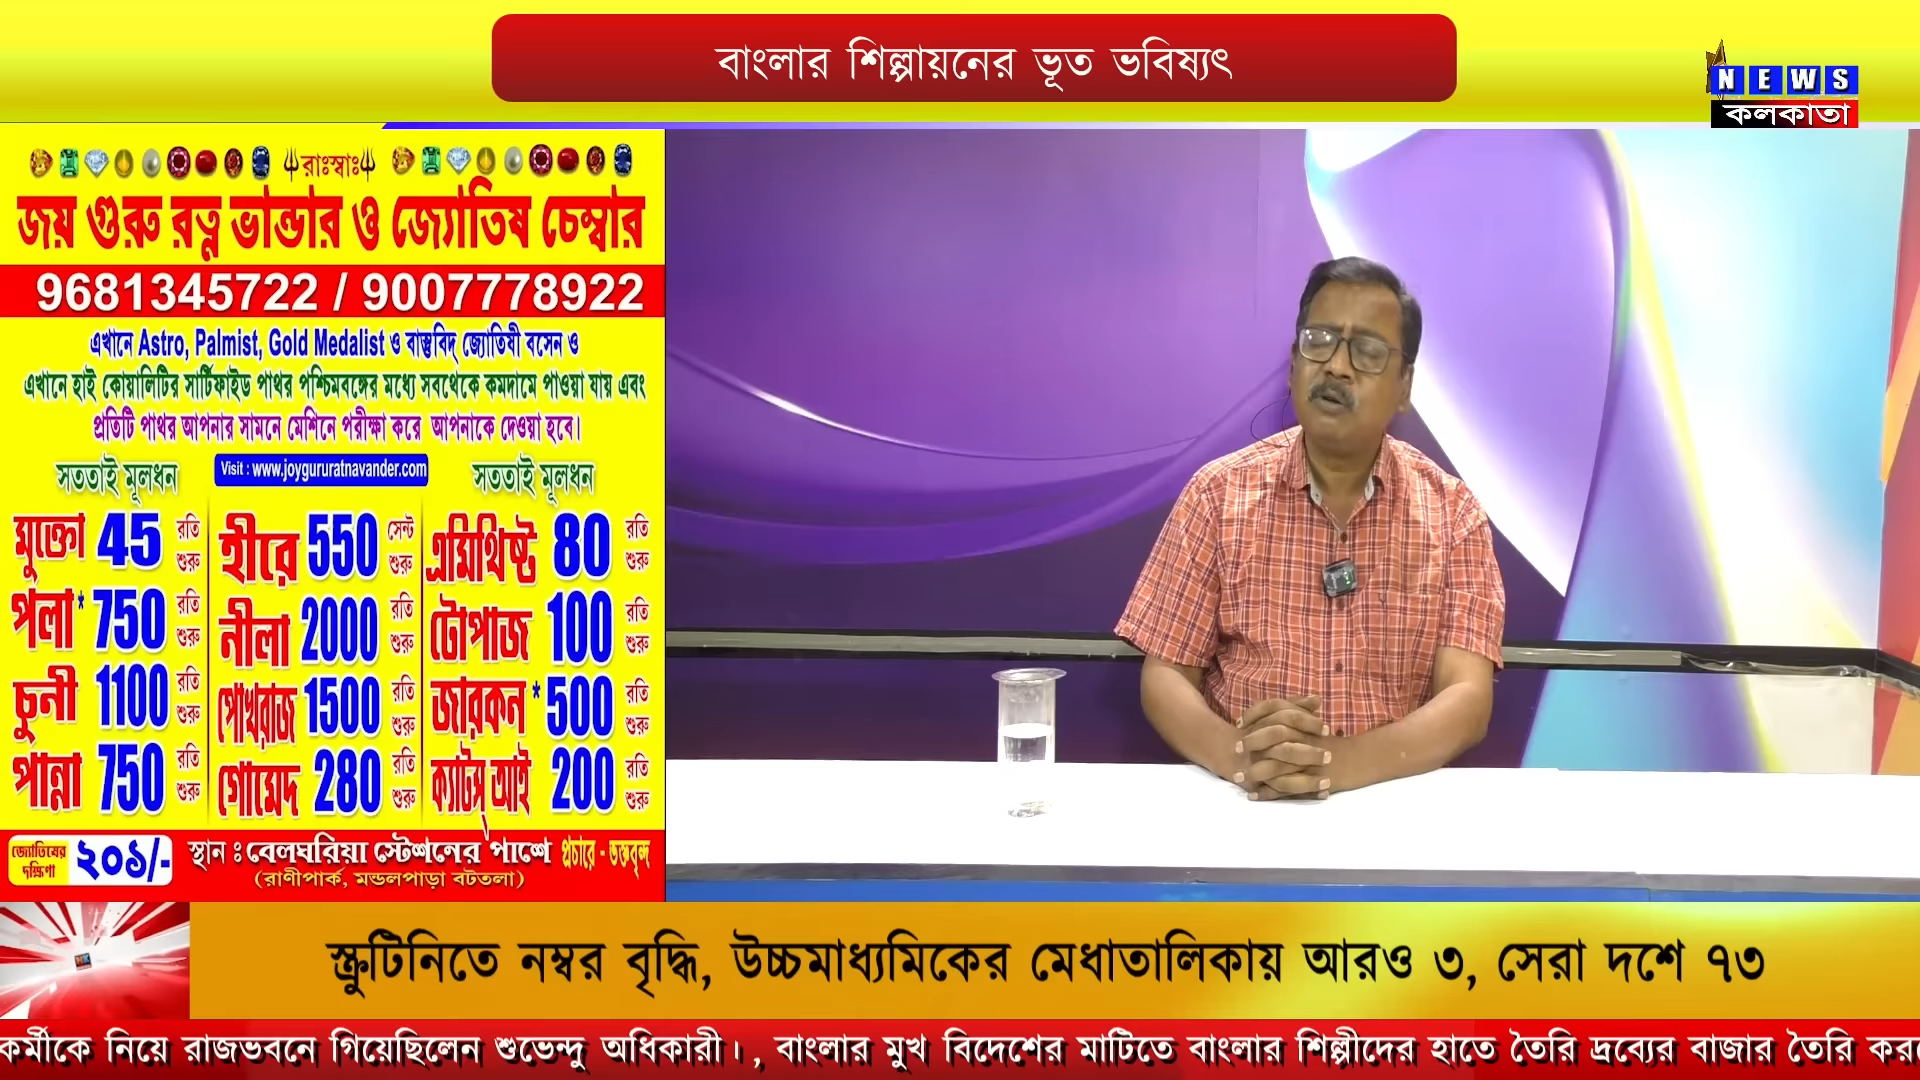 বাংলার শিল্পায়নের ভূত ভবিষ্যৎ
NEWS
কলকাতা
রাঃস্বাঃ
জয় গুরু রত্ন ভান্ডার ও জ্যোতিষ চেম্বার
9681345722 / 9007778922
এখানে Astro, Palmist, Gold Medalist ও বাস্তুবিদ্ জ্যোতিষী বসেন ও
এখানে হাই কোয়ালিটির সার্টিফাইড পাথর পশ্চিমবঙ্গের মধ্যে সবথেকে কমদামে পাওয়া যায় এবং
প্রতিটি পাথর আপনার সামনে মেশিনে পরীক্ষা করে আপনাকে দেওয়া হবে।
সততাই মূলধন
Visit : www.joygururatnavander.com
সততাই মূলধন
মুক্তো 45 রতি শুরু
পলা* 750 রতি শুরু
চুনী 1100 রতি শুরু
পান্না 750 রতি শুরু
হীরে 550 সেন্ট শুরু
নীলা 2000 রতি শুরু
পোখরাজ 1500 রতি শুরু
গোমেদ 280 রতি শুরু
এমিথিষ্ট 80 রতি শুরু
টোপাজ 100 রতি শুরু
জারকন* 500 রতি শুরু
ক্যাটস্ আই 200 রতি শুরু
জ্যোতিষের দক্ষিণা ২০১/-
স্থান : বেলঘরিয়া স্টেশনের পাশে প্রচারে - ভক্তবৃন্দ
(রাণীপার্ক, মন্ডলপাড়া বটতলা)
স্ক্রুটিনিতে নম্বর বৃদ্ধি, উচ্চমাধ্যমিকের মেধাতালিকায় আরও ৩, সেরা দশে ৭৩
কর্মীকে নিয়ে রাজভবনে গিয়েছিলেন শুভেন্দু অধিকারী। , বাংলার মুখ বিদেশের মাটিতে বাংলার শিল্পীদের হাতে তৈরি দ্রব্যের বাজার তৈরি